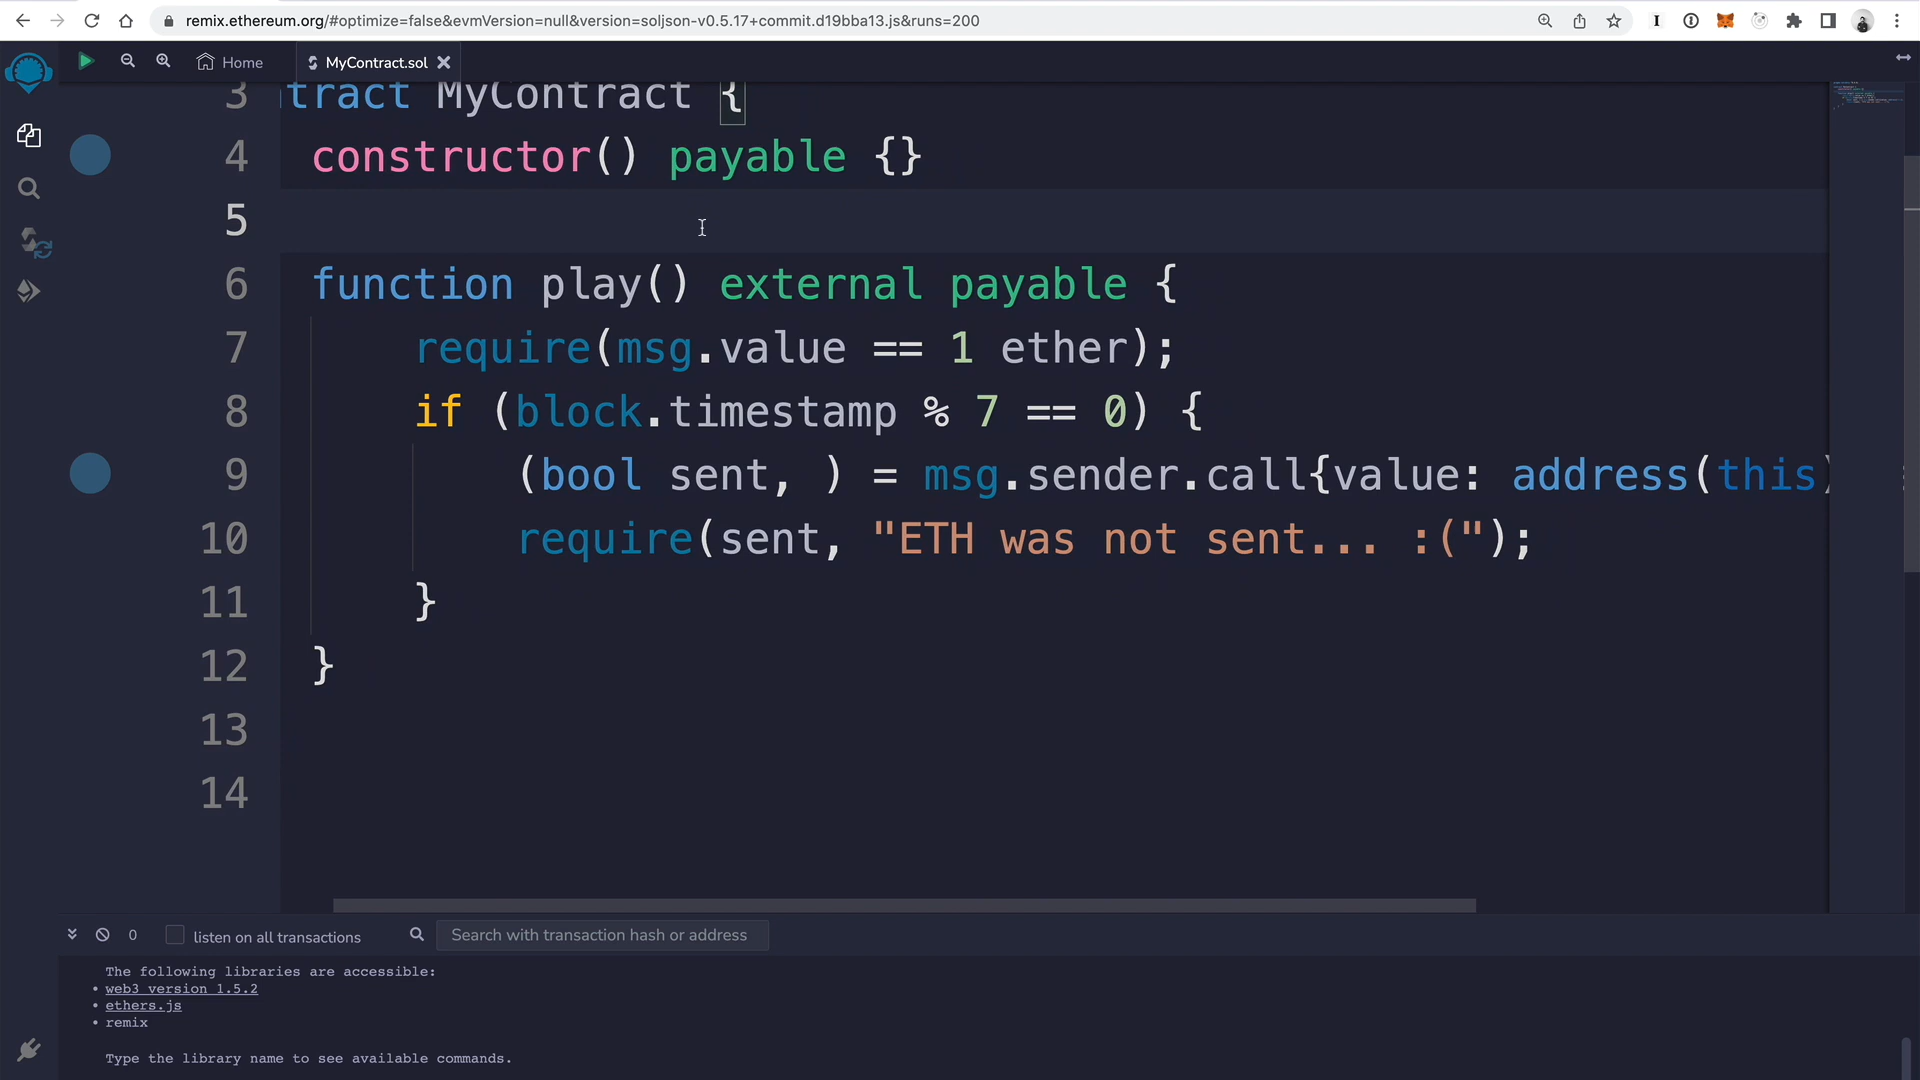 remix.ethereum.org/#optimize=false&evmVersion=null&version=soljson-v0.5.17+commit.d19bba13.js&runs=200
Home
MyContract.sol
3 tract MyContract {
4 constructor() payable {}
5
6 function play() external payable {
7 require(msg.value == 1 ether);
8 if (block.timestamp % 7 == 0) {
9 (bool sent, ) = msg.sender.call{value: address(this)
10 require(sent, "ETH was not sent... :(");
11 }
12 }
13
14
0 listen on all transactions Search with transaction hash or address
The following libraries are accessible:
• web3 version 1.5.2
• ethers.js
• remix
Type the library name to see available commands.